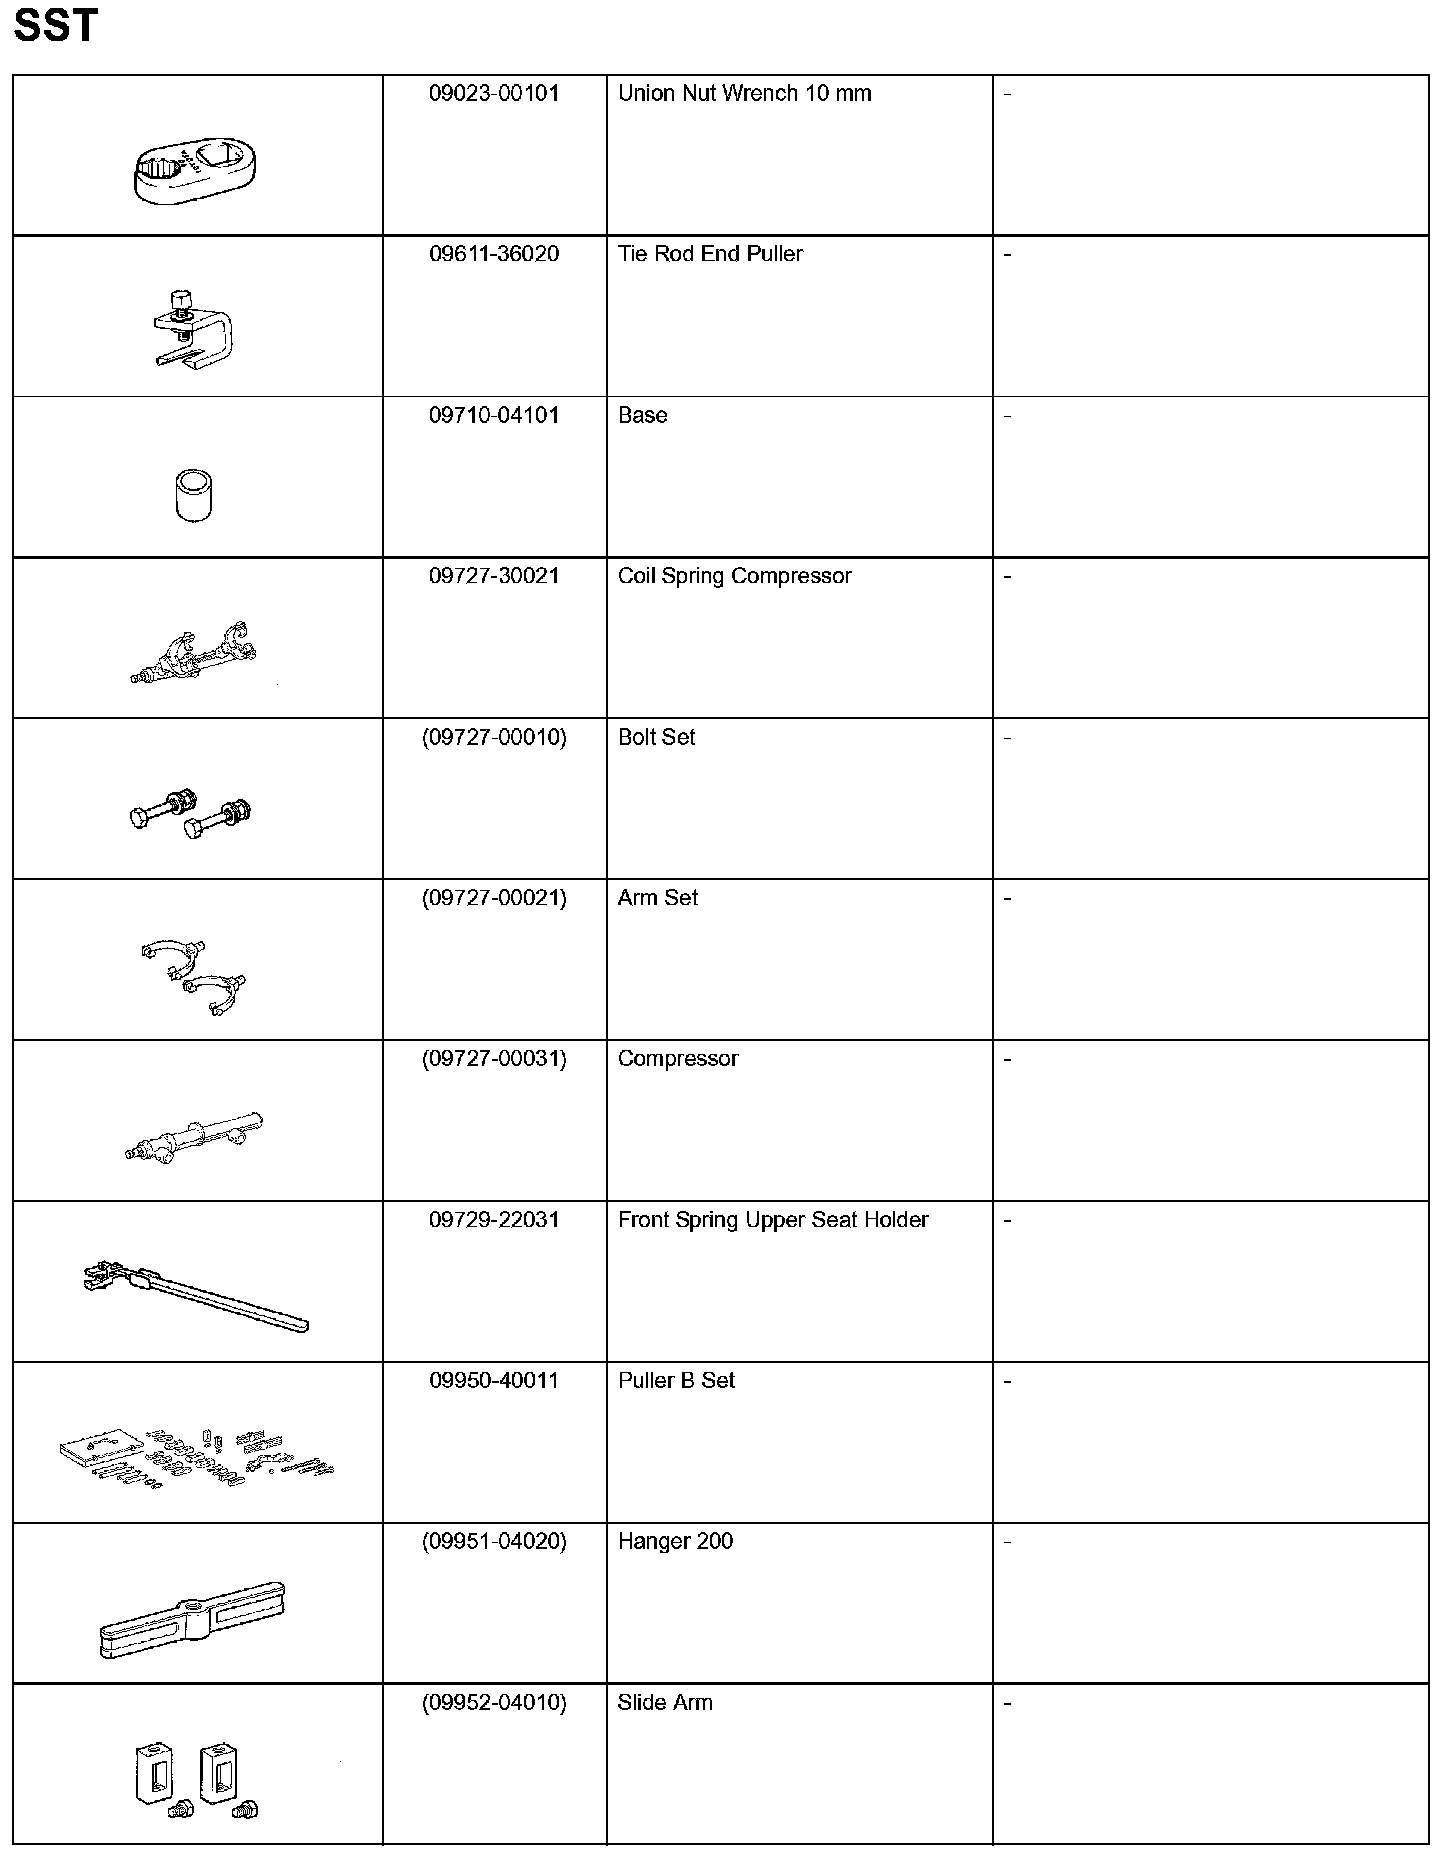 SST
09023-00101 Union Nut Wrench 10 mm -
09611-36020 Tie Rod End Puller -
09710-04101 Base -
09727-30021 Coil Spring Compressor -
(09727-00010) Bolt Set -
(09727-00021) Arm Set -
(09727-00031) Compressor -
09729-22031 Front Spring Upper Seat Holder -
09950-40011 Puller B Set -
(09951-04020) Hanger 200 -
(09952-04010) Slide Arm -